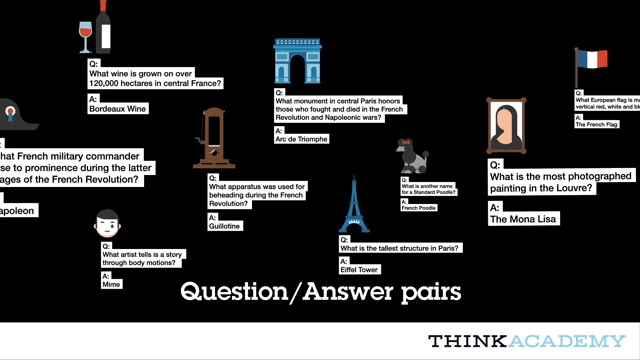 Q:
What wine is grown on over
120,000 hectares in central France?
A:
Bordeaux Wine
Q:
What monument in central Paris honors
those who fought and died in the French
Revolution and Napoleonic wars?
A:
Arc de Triomphe
Q:
What European flag is m
vertical red, white and bl
A:
The French Flag
hat French military commander
se to prominence during the latter
ages of the French Revolution?
apoleon
Q:
What apparatus was used for
beheading during the French
Revolution?
A:
Guillotine
Q:
What is another name
for a Standard Poodle?
A:
French Poodle
Q:
What is the most photographed
painting in the Louvre?
A:
The Mona Lisa
Q:
What artist tells is a story
through body motions?
A:
Mime
Q:
What is the tallest structure in Paris?
A:
Eiffel Tower
Question/Answer pairs
THINKACADEMY